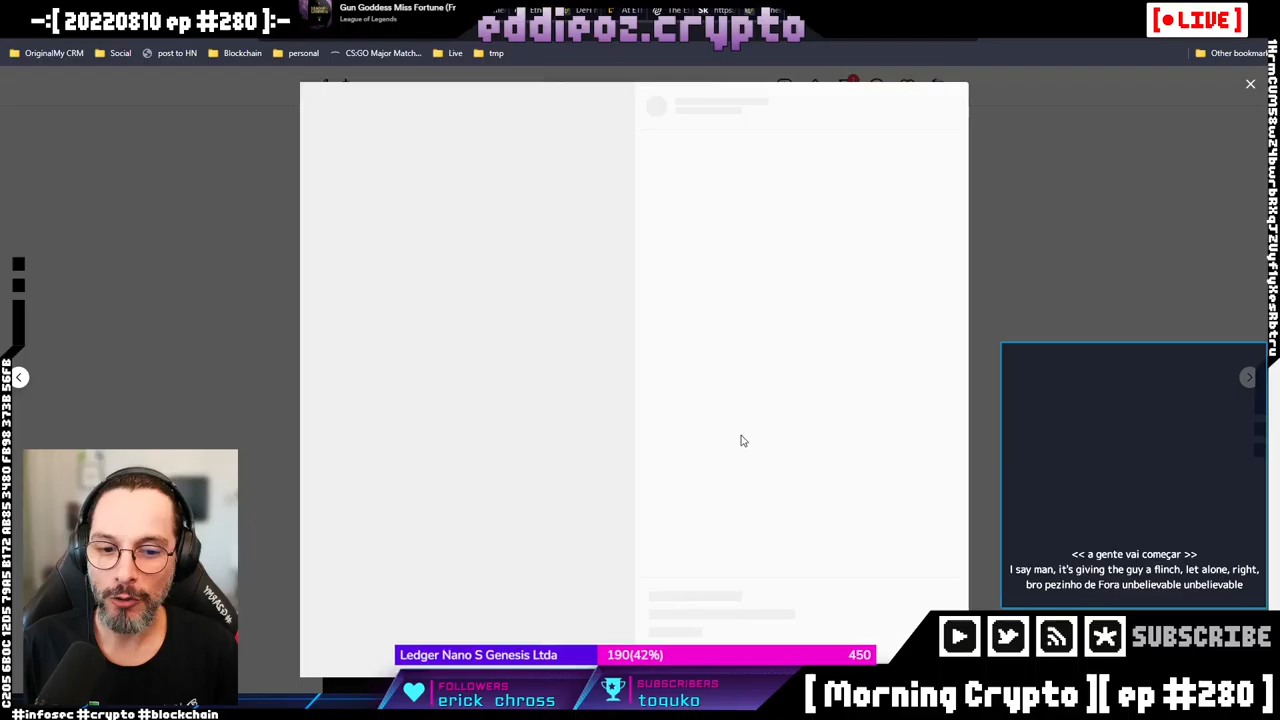 -:[ 20220810 ep #280 ]:-
Gun Goddess Miss Fortune (Fr
League of Legends
eddieoz.crypto
[ • LIVE ]
OriginalMy CRM
Social
post to HN
Blockchain
personal
CS:GO Major Match...
Live
tmp
Other bookmar
<< a gente vai começar >>
I say man, it's giving the guy a flinch, let alone, right,
bro pezinho de Fora unbelievable unbelievable
Ledger Nano S Genesis Ltda
190(42%)
450
FOLLOWERS
erick chross
SUBSCRIBERS
toguko
SUBSCRIBE
[ Morning Crypto ][ ep #280 ]
#infosec #crypto #blockchain